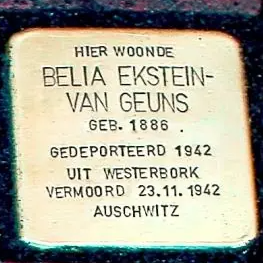 HIER WOONDE
BELIA EKSTEIN-
VAN GEUNS
GEB. 1886
GEDEPORTEERD 1942
UIT WESTERBORK
VERMOORD 23.11.1942
AUSCHWITZ